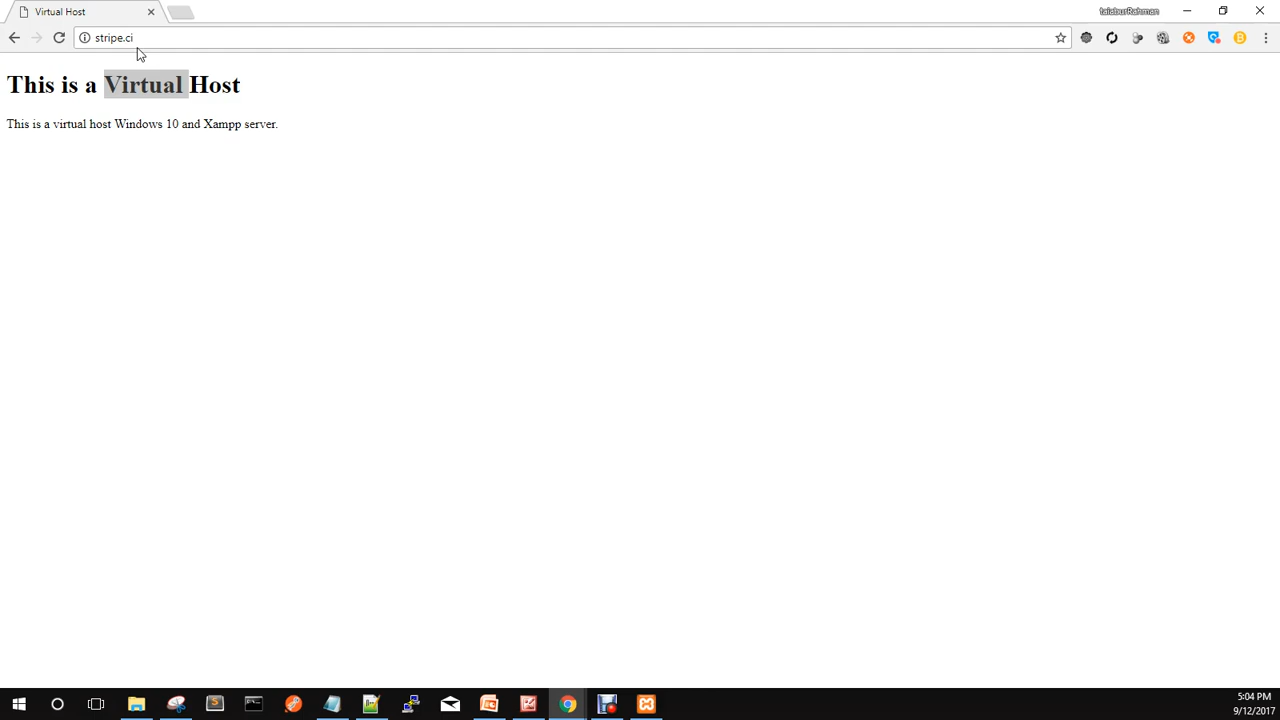 Virtual Host
taiaburRahman
stripe.ci
This is a Virtual Host
This is a virtual host Windows 10 and Xampp server.
5:04 PM
9/12/2017